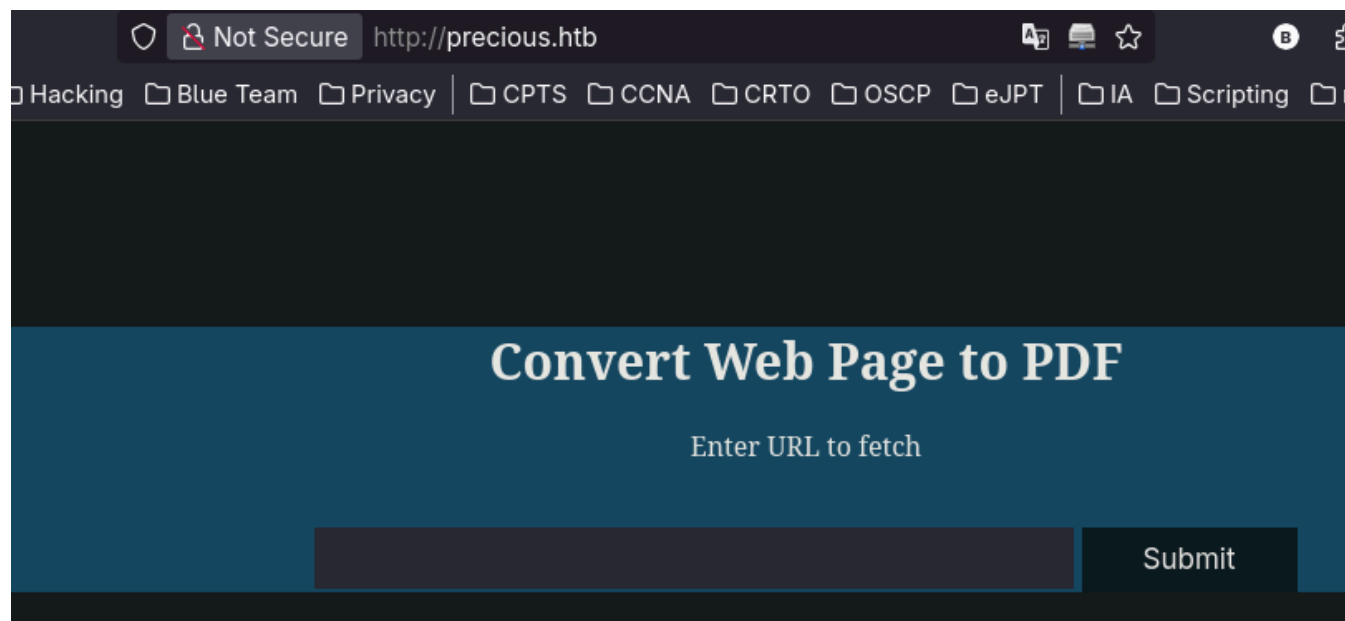 Not Secure http://precious.htb B
Hacking Blue Team Privacy CPTS CCNA CRTO OSCP eJPT IA Scripting
Convert Web Page to PDF
Enter URL to fetch
Submit